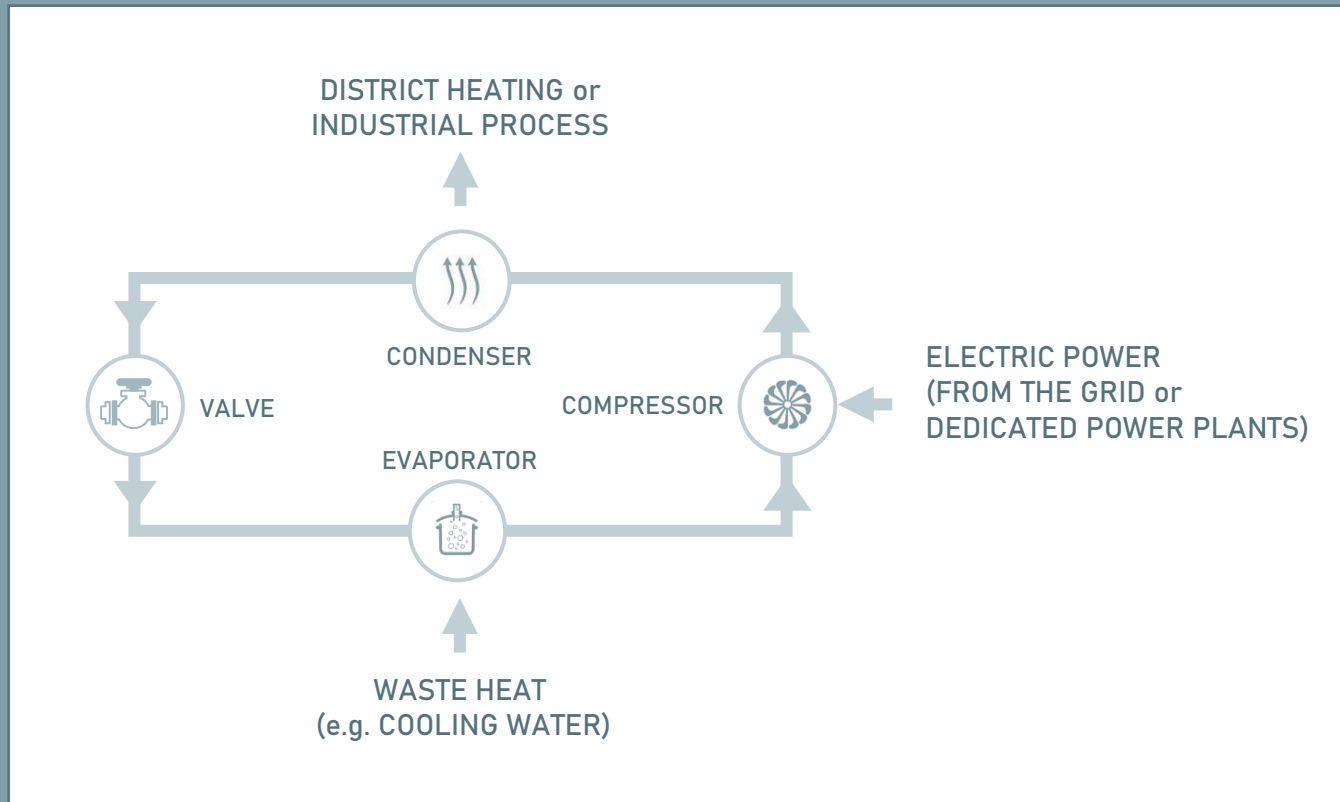 DISTRICT HEATING or
INDUSTRIAL PROCESS
CONDENSER
VALVE
COMPRESSOR
ELECTRIC POWER
(FROM THE GRID or
DEDICATED POWER PLANTS)
EVAPORATOR
WASTE HEAT
(e.g. COOLING WATER)